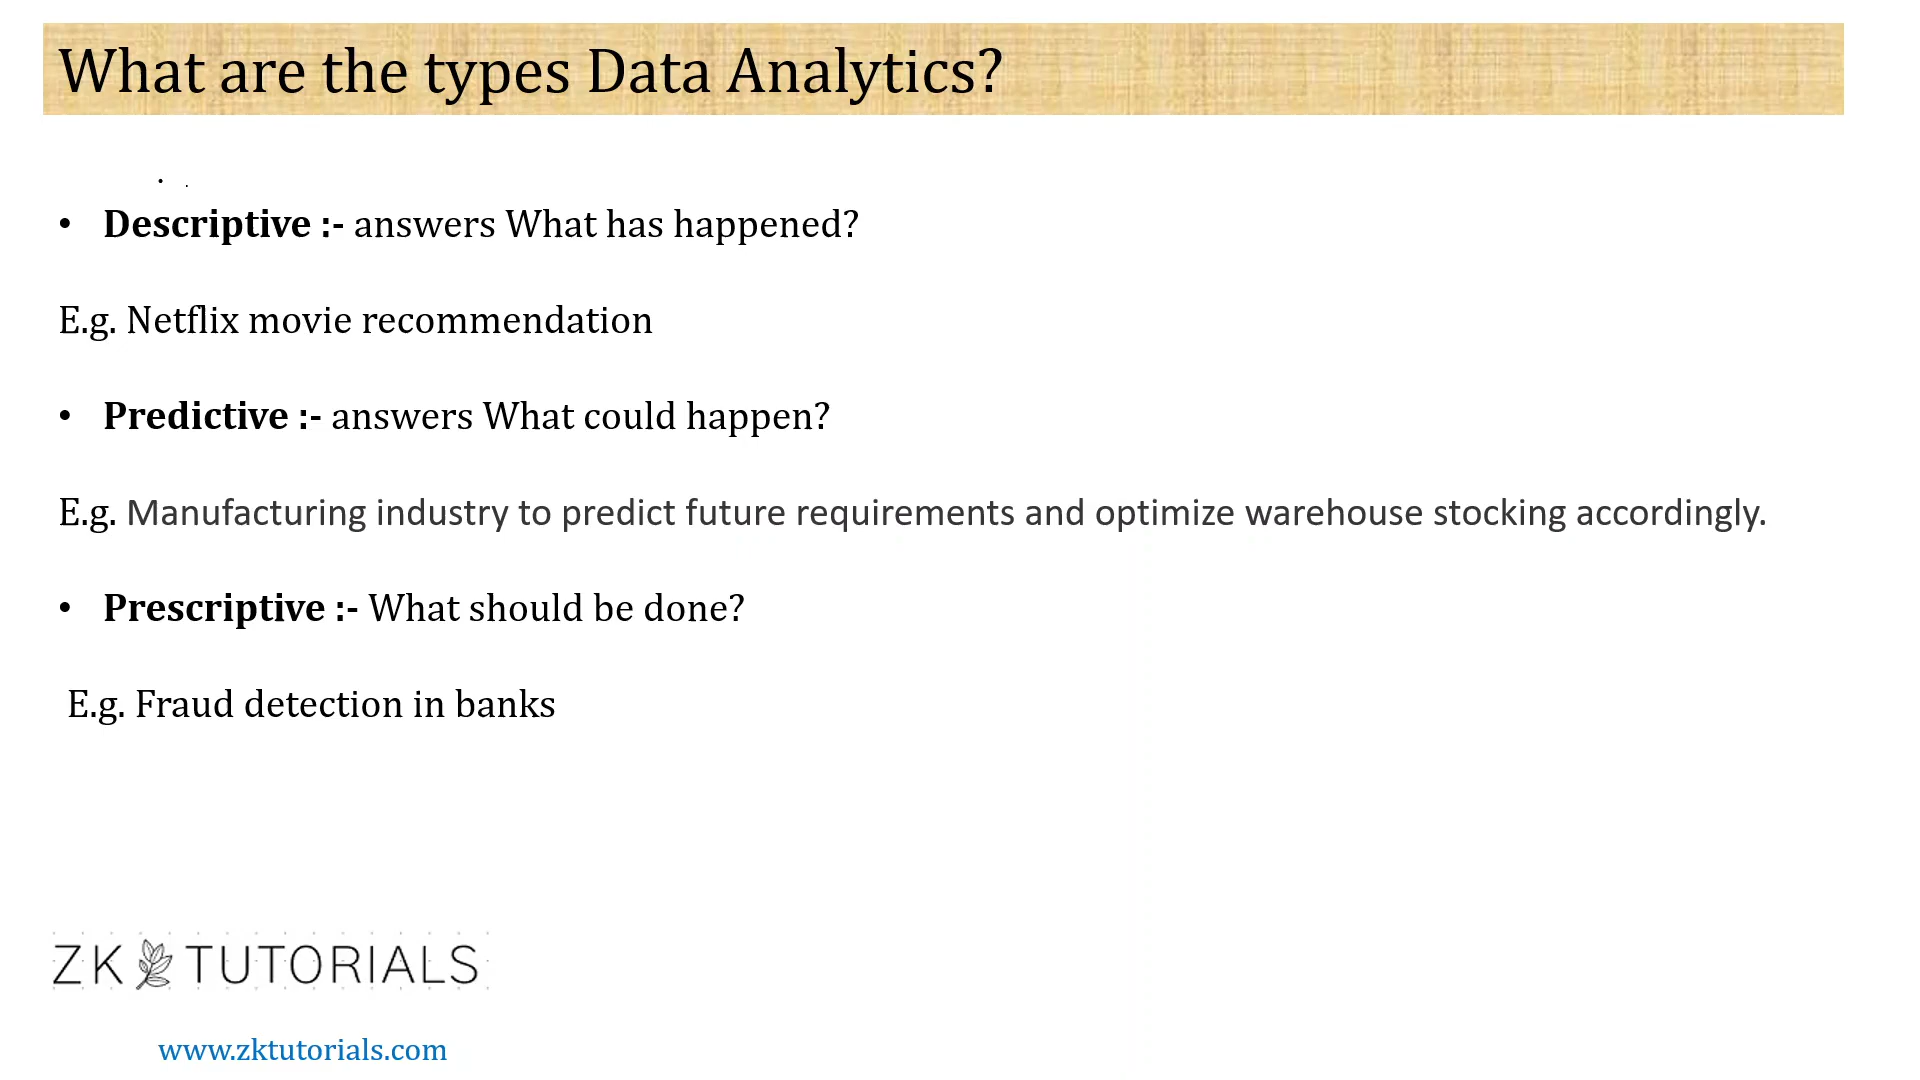 What are the types Data Analytics?
• Descriptive :- answers What has happened?
E.g. Netflix movie recommendation
• Predictive :- answers What could happen?
E.g. Manufacturing industry to predict future requirements and optimize warehouse stocking accordingly.
• Prescriptive :- What should be done?
E.g. Fraud detection in banks
ZK TUTORIALS
www.zktutorials.com